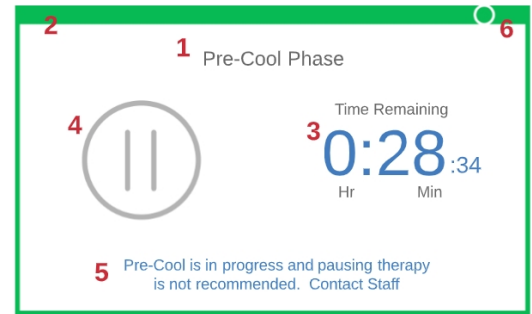 2
6
1 Pre-Cool Phase
Time Remaining
4
3 0:28:34
Hr Min
5 Pre-Cool is in progress and pausing therapy
is not recommended. Contact Staff